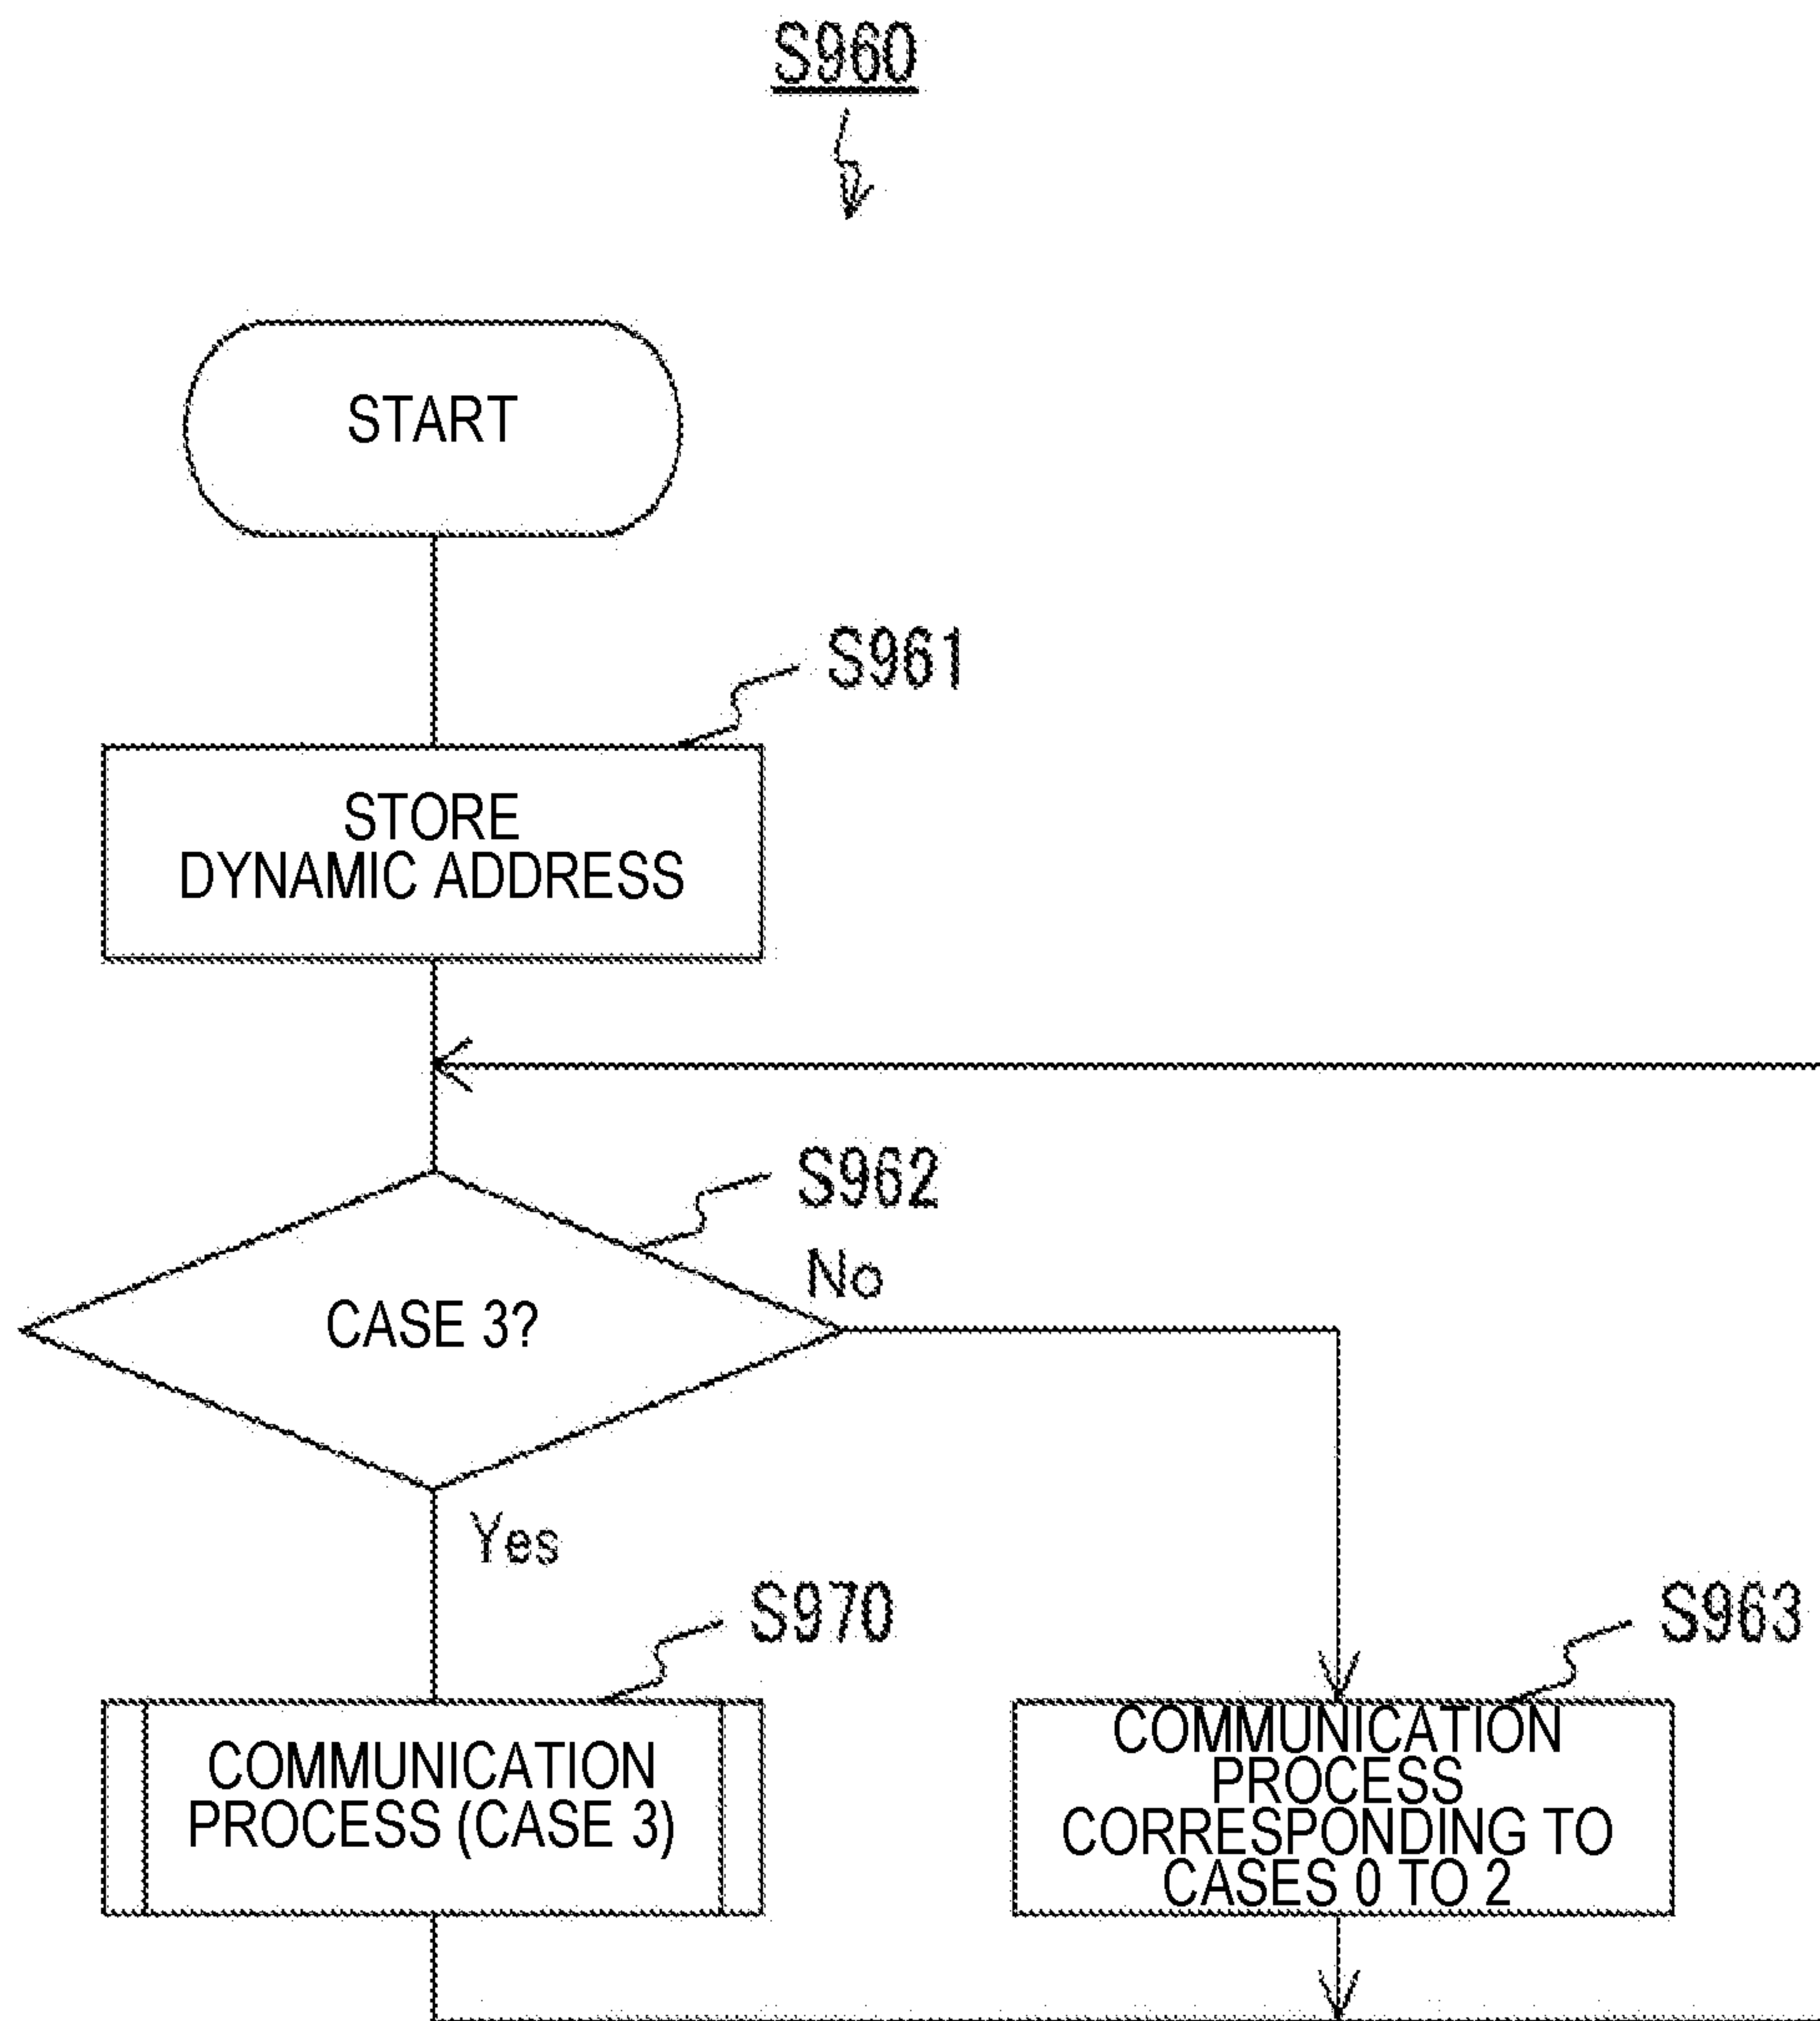 S960
START
S961
STORE
DYNAMIC ADDRESS
S962
No
CASE 3?
Yes
S970
S963
COMMUNICATION
PROCESS (CASE 3)
COMMUNICATION
PROCESS
CORRESPONDING TO
CASES 0 TO 2